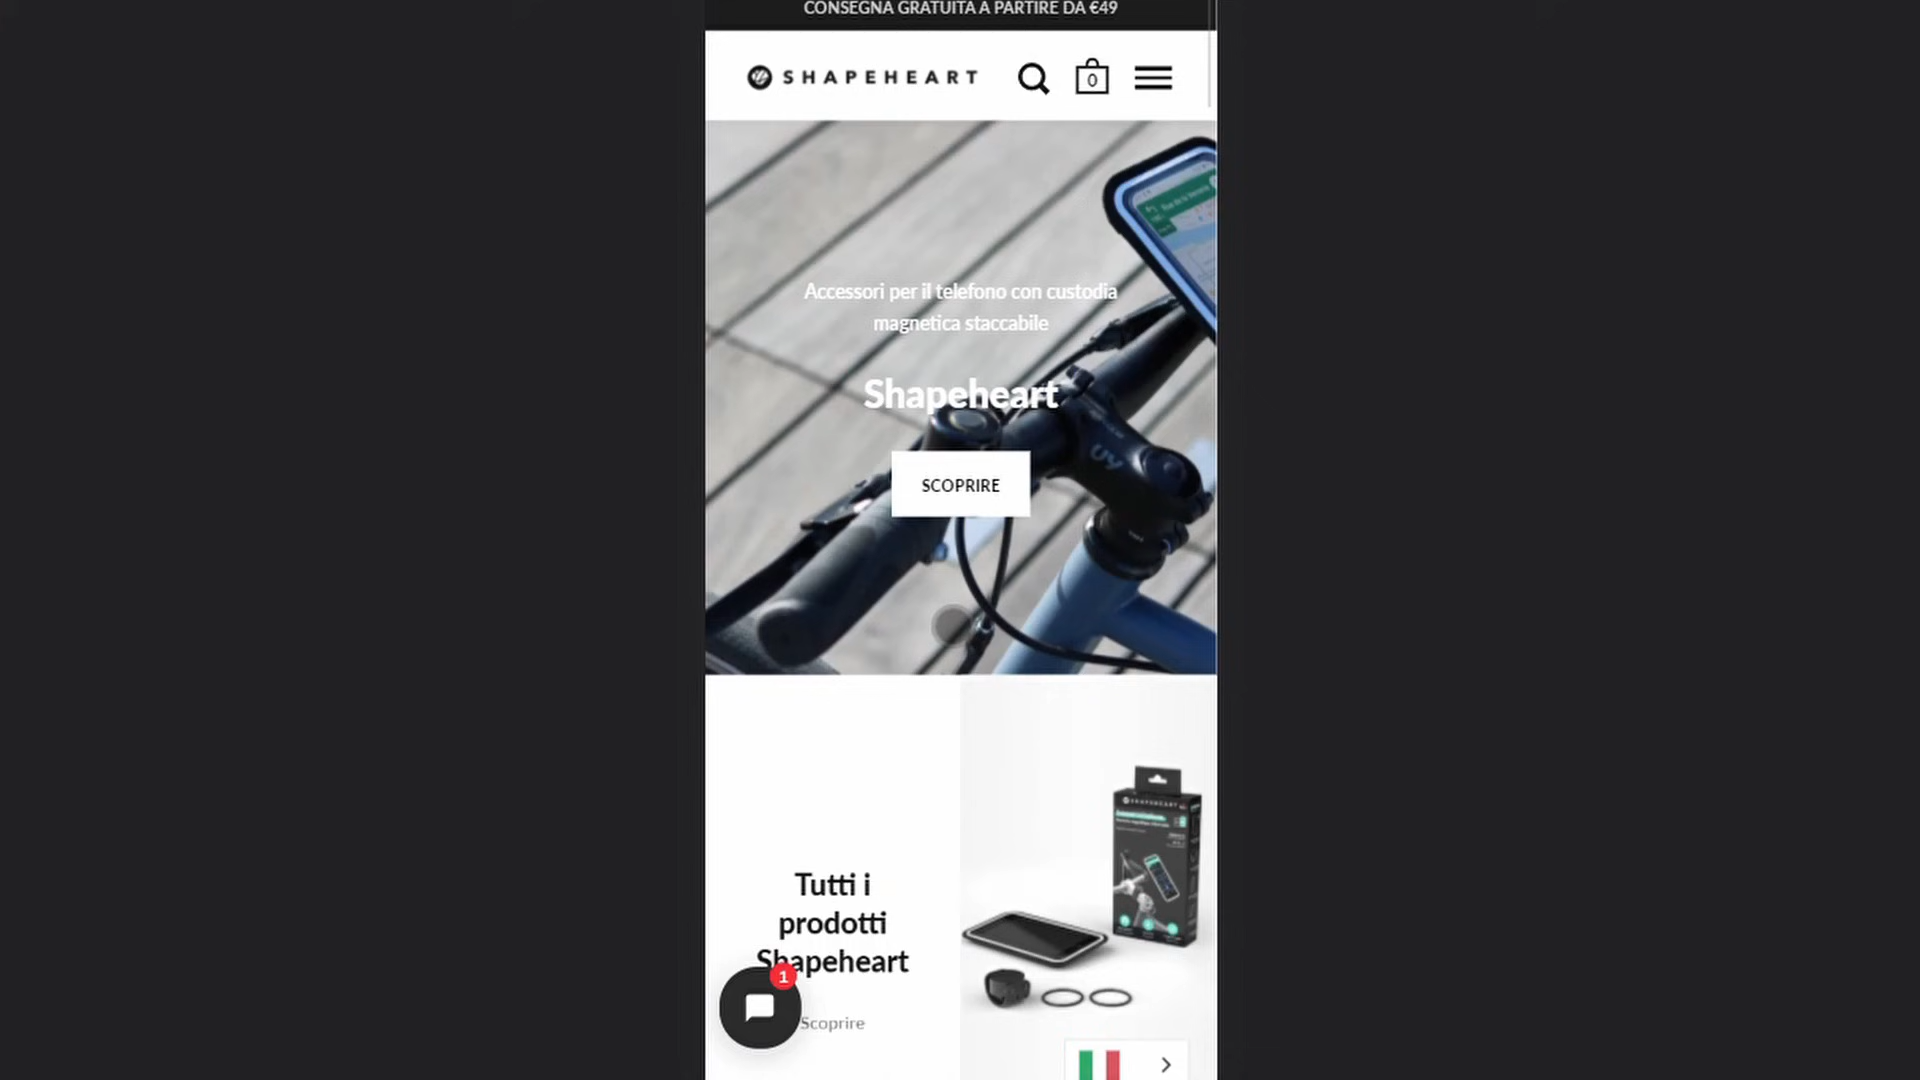 CONSEGNA GRATUITA A PARTIRE DA €49
SHAPEHEART
0
Accessori per il telefono con custodia
magnetica staccabile
Shapeheart
SCOPRIRE
Tutti i
prodotti
Shapeheart
1
Scoprire
SHAPEHEART